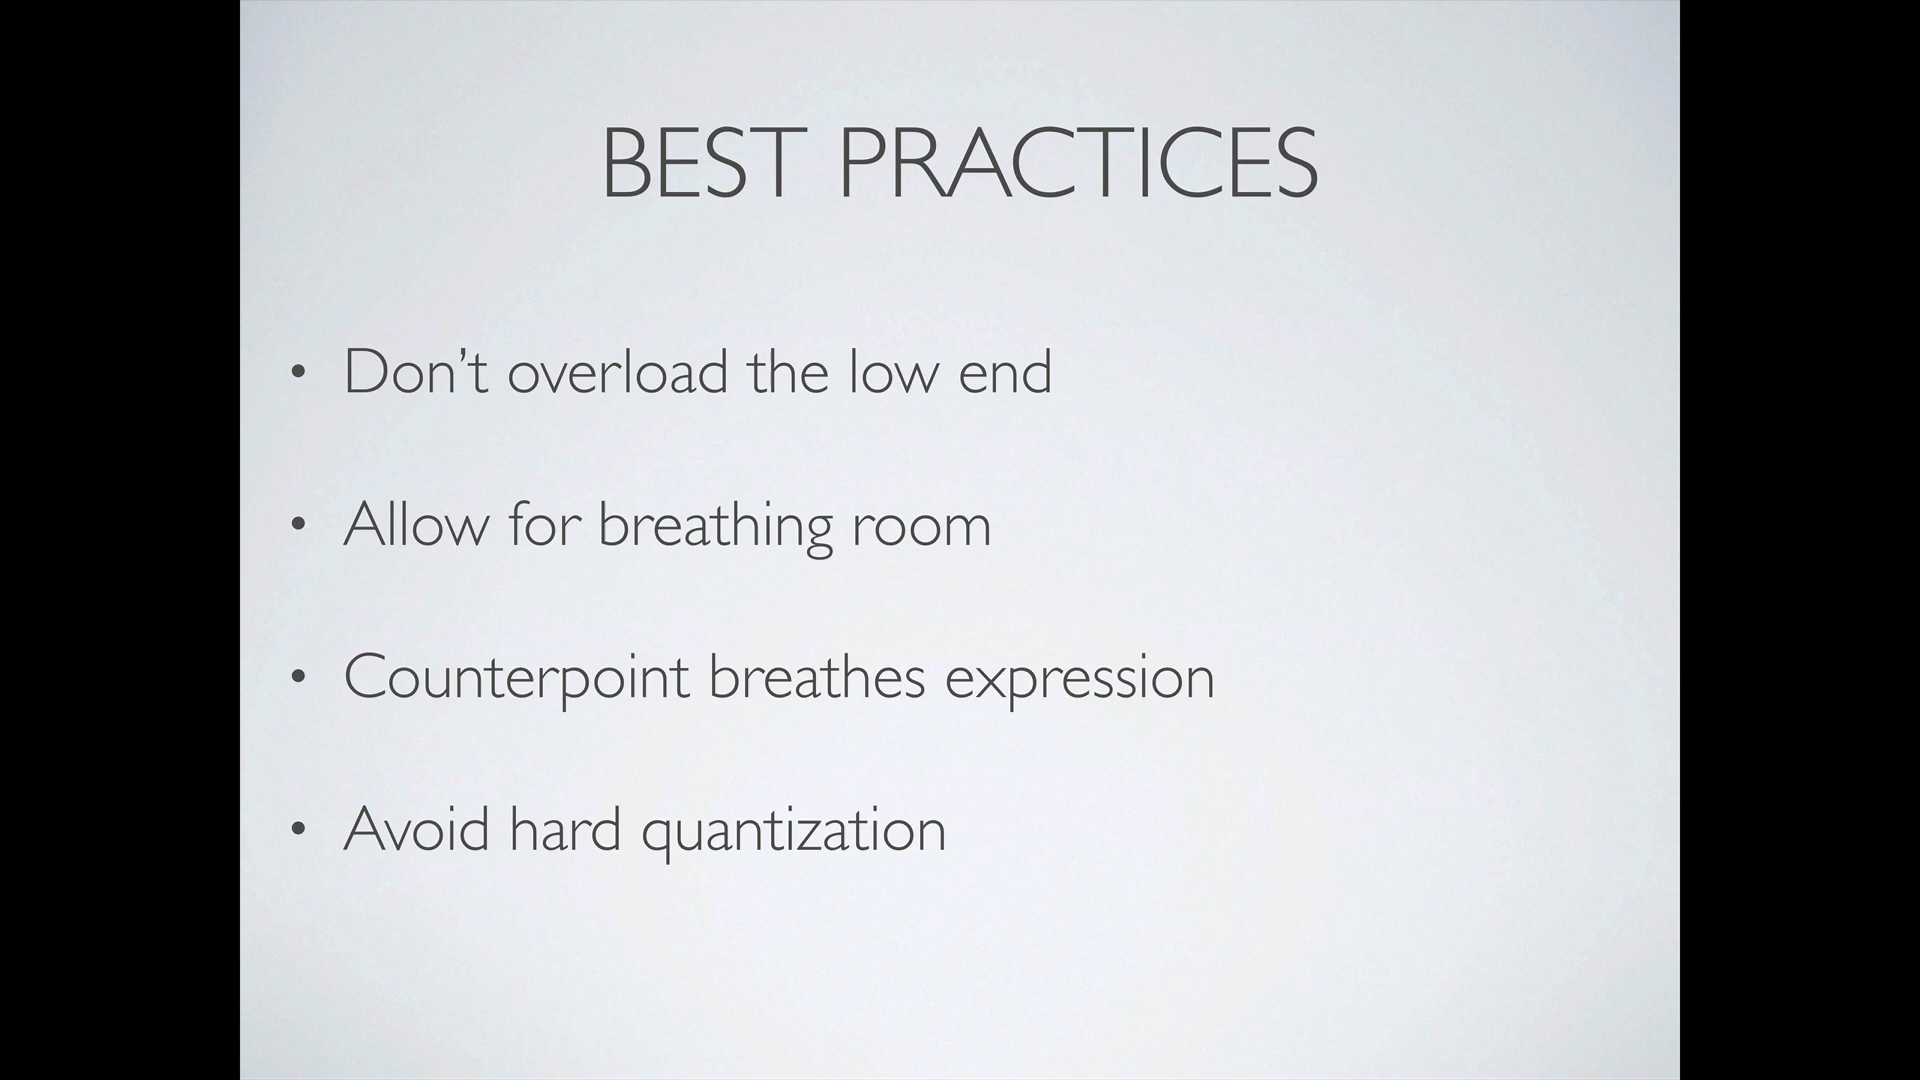 BEST PRACTICES
• Don’t overload the low end
• Allow for breathing room
• Counterpoint breathes expression
• Avoid hard quantization